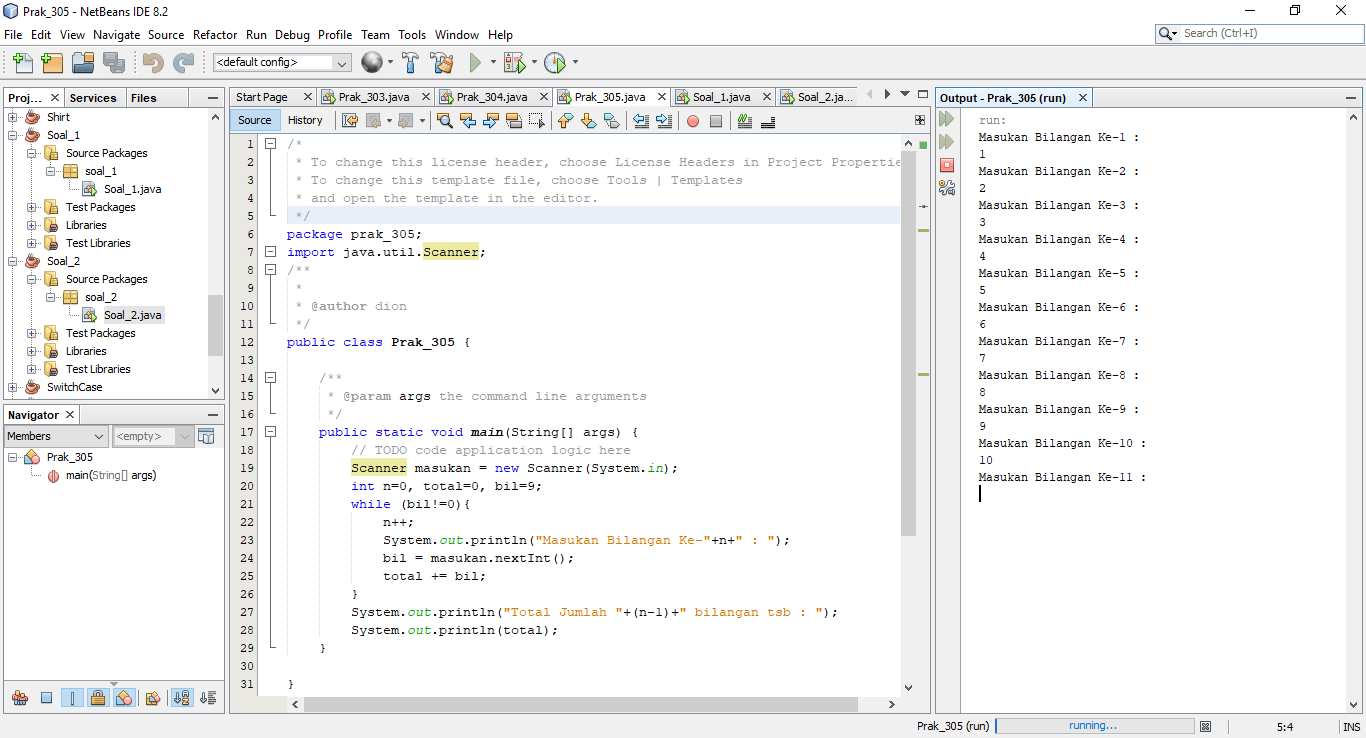 Prak_305 - NetBeans IDE 8.2
File Edit View Navigate Source Refactor Run Debug Profile Team Tools Window Help
Search (Ctrl+I)
<default config>
Proj... Services Files
Shirt
Soal_1
Source Packages
soal_1
Soal_1.java
Test Packages
Libraries
Test Libraries
Soal_2
Source Packages
soal_2
Soal_2.java
Test Packages
Libraries
Test Libraries
SwitchCase
Navigator
Members <empty>
Prak_305
main(String[] args)
Start Page Prak_303.java Prak_304.java Prak_305.java Soal_1.java Soal_2.ja...
Source History
1 /*
2 * To change this license header, choose License Headers in Project Propertie
3 * To change this template file, choose Tools | Templates
4 * and open the template in the editor.
5 */
6 package prak_305;
7 import java.util.Scanner;
8 /**
9 *
10 * @author dion
11 */
12 public class Prak_305 {
13
14 /**
15 * @param args the command line arguments
16 */
17 public static void main(String[] args) {
18 // TODO code application logic here
19 Scanner masukan = new Scanner(System.in);
20 int n=0, total=0, bil=9;
21 while (bil!=0){
22 n++;
23 System.out.println("Masukan Bilangan Ke-"+n+" : ");
24 bil = masukan.nextInt();
25 total += bil;
26 }
27 System.out.println("Total Jumlah "+(n-1)+" bilangan tsb : ");
28 System.out.println(total);
29 }
30
31 }
Output - Prak_305 (run)
run:
Masukan Bilangan Ke-1 :
1
Masukan Bilangan Ke-2 :
2
Masukan Bilangan Ke-3 :
3
Masukan Bilangan Ke-4 :
4
Masukan Bilangan Ke-5 :
5
Masukan Bilangan Ke-6 :
6
Masukan Bilangan Ke-7 :
7
Masukan Bilangan Ke-8 :
8
Masukan Bilangan Ke-9 :
9
Masukan Bilangan Ke-10 :
10
Masukan Bilangan Ke-11 :
Prak_305 (run) running... 5:4 INS